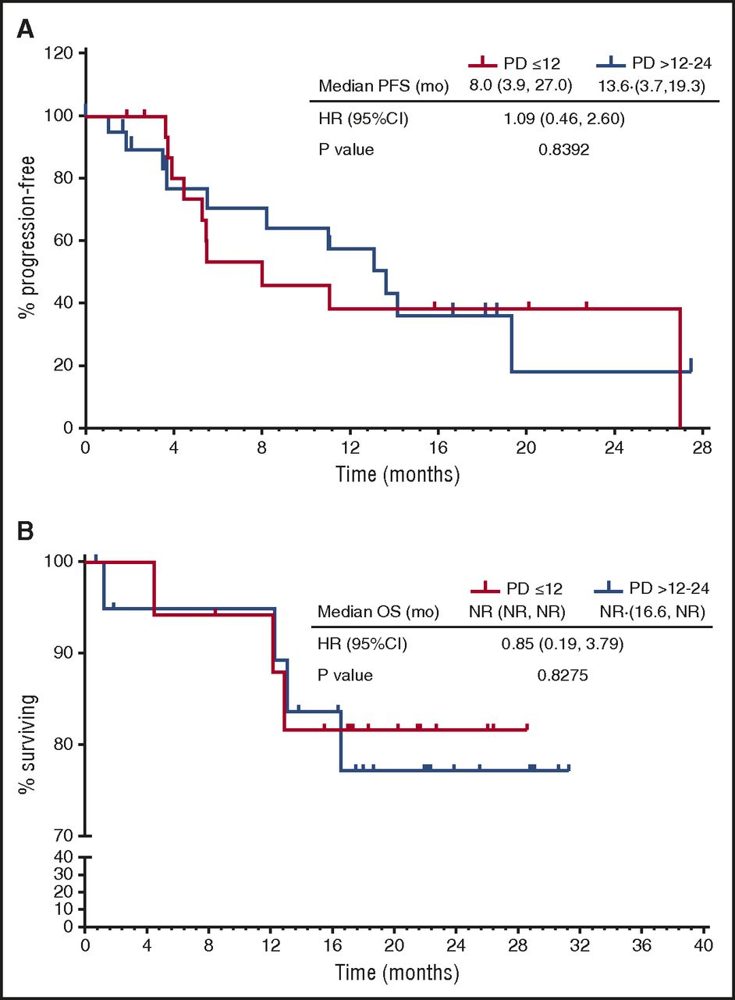 A
120
PD ≤12 PD >12-24
Median PFS (mo) 8.0 (3.9, 27.0) 13.6·(3.7,19.3)
100
HR (95%CI) 1.09 (0.46, 2.60)
P value 0.8392
80
60
40
20
0
% progression-free
0 4 8 12 16 20 24 28
Time (months)
B
100
PD ≤12 PD >12-24
Median OS (mo) NR (NR, NR) NR·(16.6, NR)
HR (95%CI) 0.85 (0.19, 3.79)
90
P value 0.8275
80
70
40
30
20
10
0
% surviving
0 4 8 12 16 20 24 28 32 36 40
Time (months)